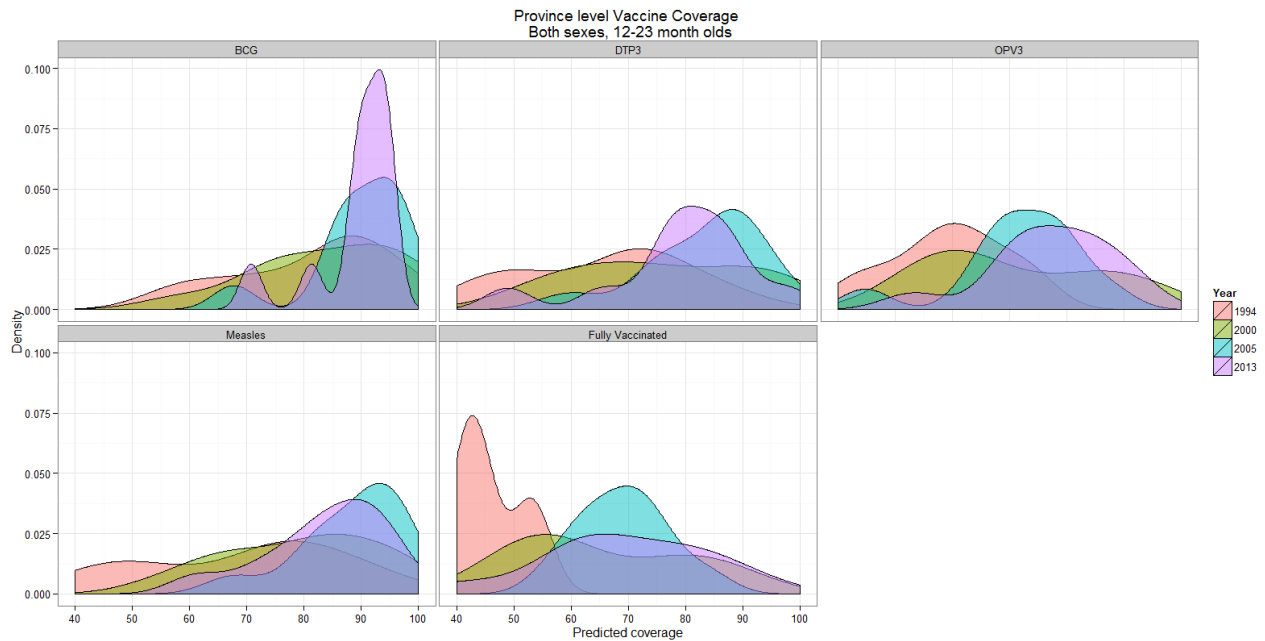 Province level Vaccine Coverage
Both sexes, 12-23 month olds
BCG
DTP3
OPV3
0.100
0.075
0.050
0.025
0.000
Measles
Fully Vaccinated
0.100
0.075
0.050
0.025
0.000
40 50 60 70 80 90 100
40 50 60 70 80 90 100
Density
Predicted coverage
Year
1994
2000
2005
2013